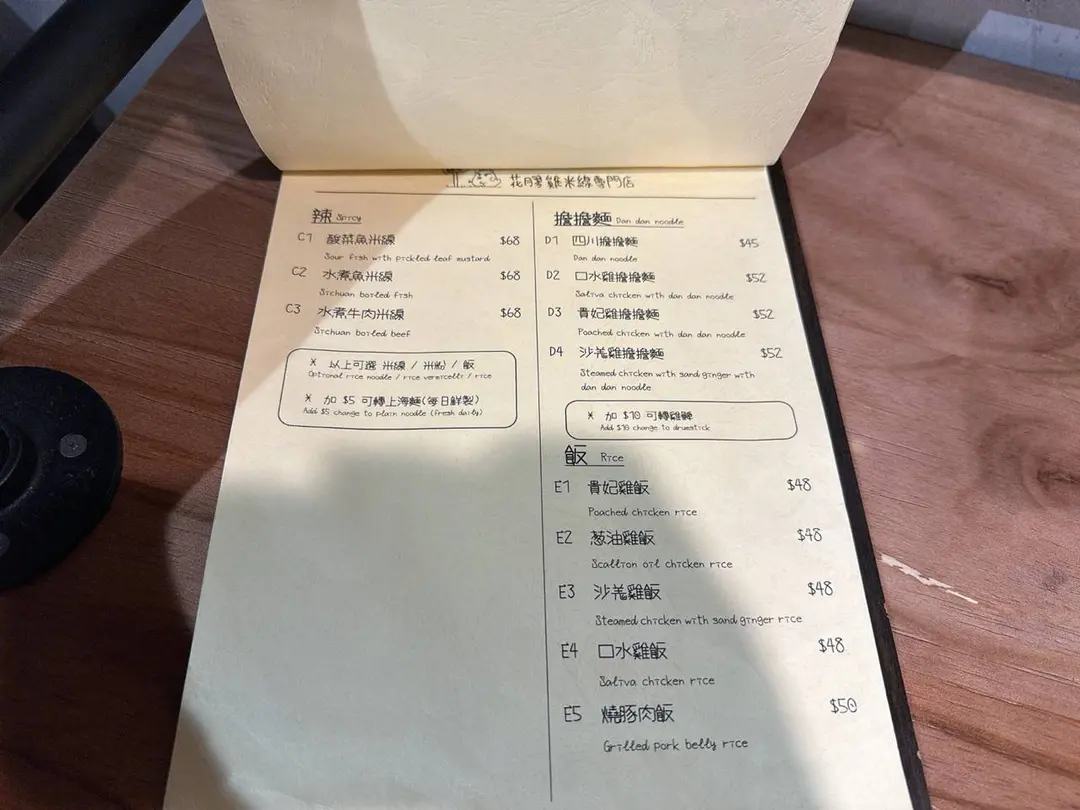 花膠雞米線專門店
辣 Spicy
C1 酸菜魚米線 $68
Sour fish with pickled leaf mustard
C2 水煮魚米線 $68
Sichuan boiled fish
C3 水煮牛肉米線 $68
Sichuan boiled beef
* 以上可選 米線 / 米粉 / 飯
Optional rice noodle / rice vermicelli / rice
* 加 $5 可轉上海麵(每日鮮製)
Add $5 change to plain noodle (fresh daily)
擔擔麵 Dan dan noodle
D1 四川擔擔麵 $45
Dan dan noodle
D2 口水雞擔擔麵 $52
Saliva chicken with dan dan noodle
D3 貴妃雞擔擔麵 $52
Poached chicken with dan dan noodle
D4 沙羌雞擔擔麵 $52
Steamed chicken with sand ginger with
dan dan noodle
* 加 $10 可轉雞髀
Add $10 change to drumstick
飯 Rice
E1 貴妃雞飯 $48
Poached chicken rice
E2 葱油雞飯 $48
Scallion oil chicken rice
E3 沙羌雞飯 $48
Steamed chicken with sand ginger rice
E4 口水雞飯 $48
Saliva chicken rice
E5 燒豚肉飯 $50
Grilled pork belly rice